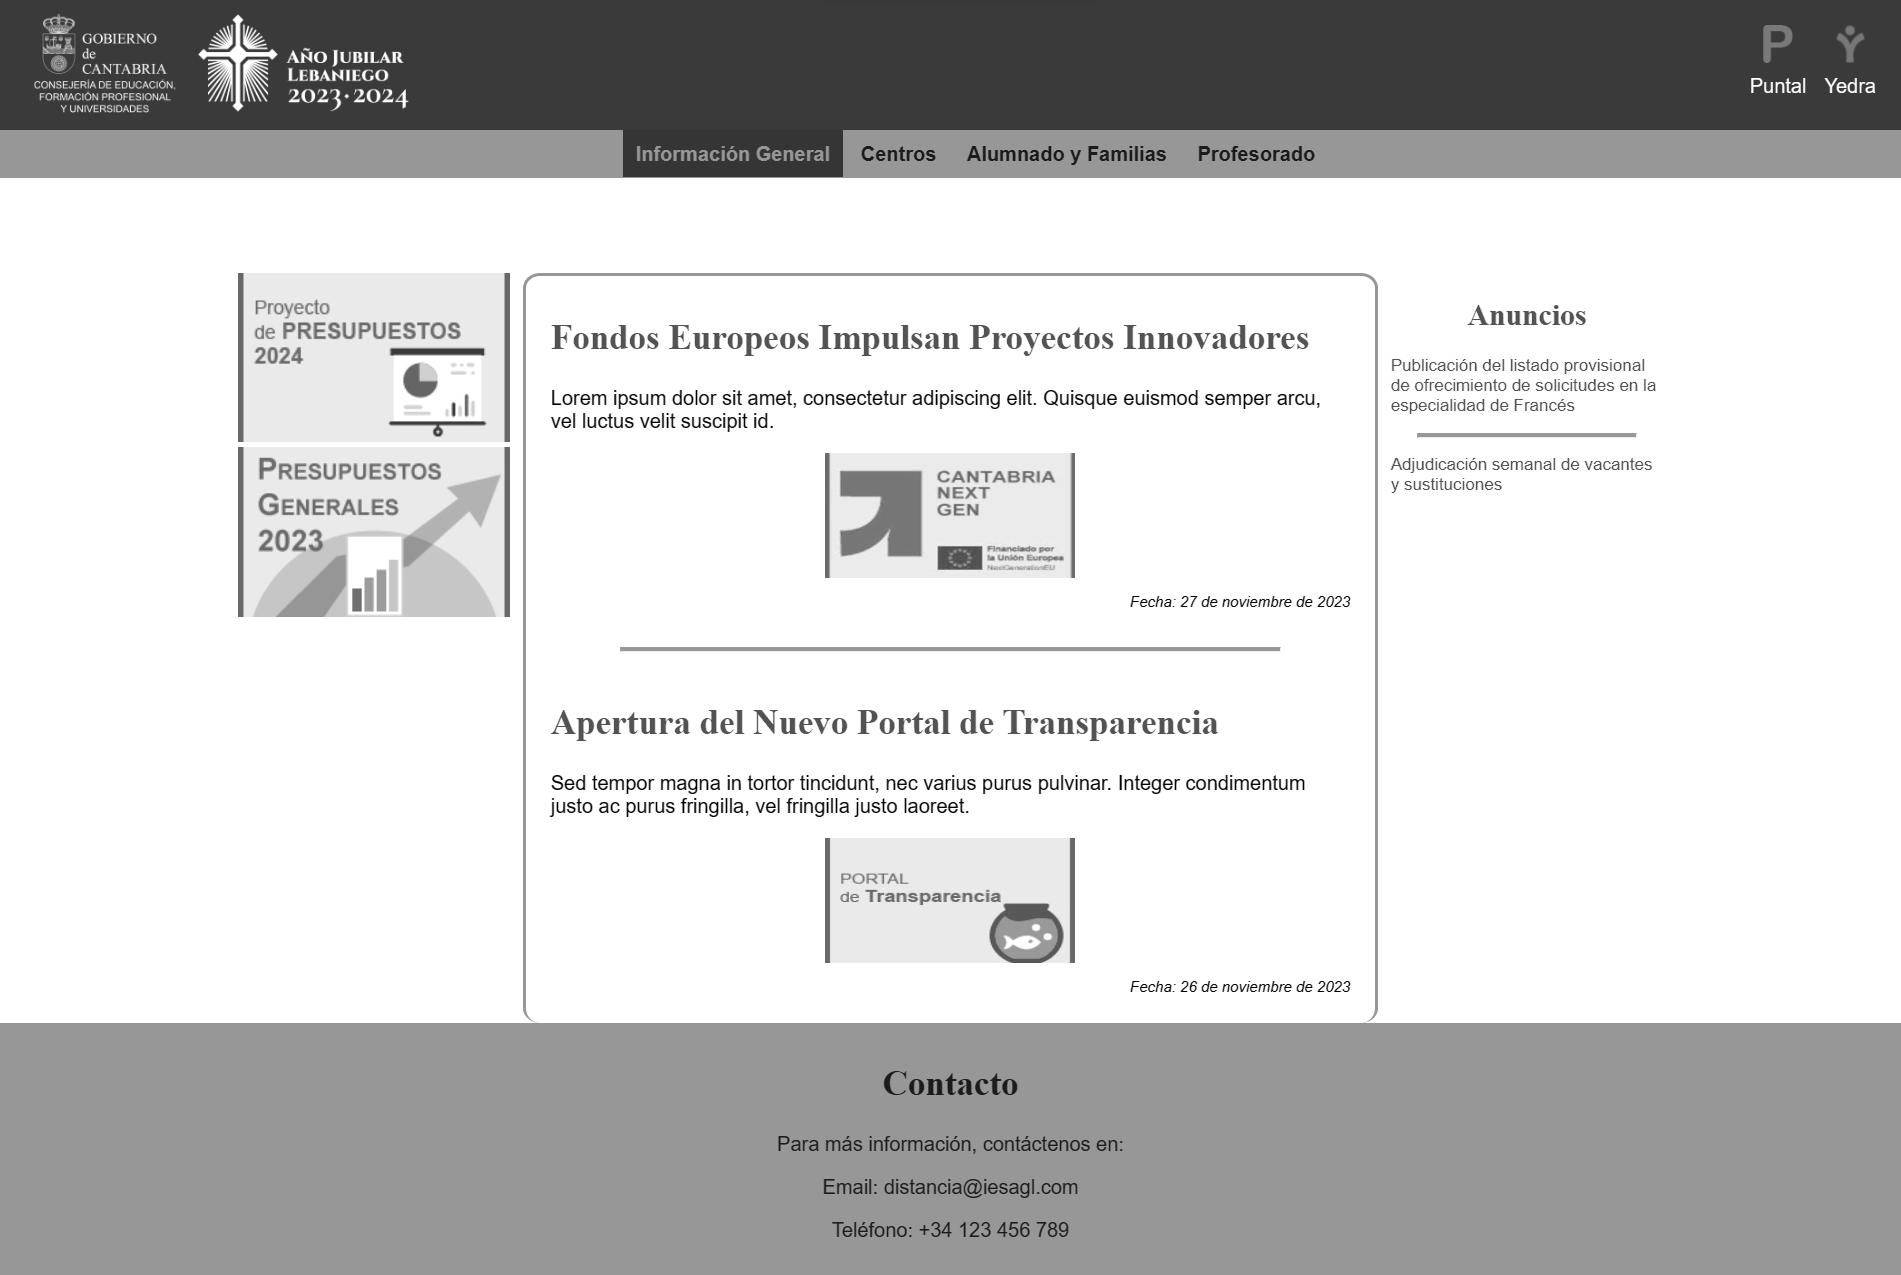 GOBIERNO
de
CANTABRIA
CONSEJERÍA DE EDUCACIÓN,
FORMACIÓN PROFESIONAL
Y UNIVERSIDADES
AÑO JUBILAR
LEBANIEGO
2023·2024
P
Puntal
Yedra
Información General
Centros
Alumnado y Familias
Profesorado
Proyecto
de PRESUPUESTOS
2024
PRESUPUESTOS
GENERALES
2023
Fondos Europeos Impulsan Proyectos Innovadores
Lorem ipsum dolor sit amet, consectetur adipiscing elit. Quisque euismod semper arcu,
vel luctus velit suscipit id.
CANTABRIA
NEXT
GEN
Financiado por
la Unión Europea
NextGenerationEU
Fecha: 27 de noviembre de 2023
Apertura del Nuevo Portal de Transparencia
Sed tempor magna in tortor tincidunt, nec varius purus pulvinar. Integer condimentum
justo ac purus fringilla, vel fringilla justo laoreet.
PORTAL
de Transparencia
Fecha: 26 de noviembre de 2023
Anuncios
Publicación del listado provisional
de ofrecimiento de solicitudes en la
especialidad de Francés
Adjudicación semanal de vacantes
y sustituciones
Contacto
Para más información, contáctenos en:
Email: distancia@iesagl.com
Teléfono: +34 123 456 789